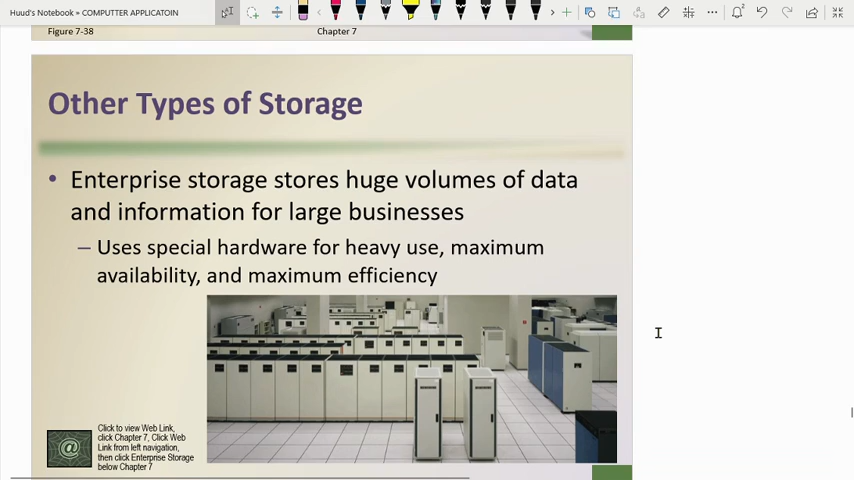 Huud's Notebook » COMPUTTER APPLICATOIN
Figure 7-38
Chapter 7
Other Types of Storage
• Enterprise storage stores huge volumes of data
and information for large businesses
– Uses special hardware for heavy use, maximum
availability, and maximum efficiency
Click to view Web Link,
click Chapter 7, Click Web
Link from left navigation,
then click Enterprise Storage
below Chapter 7